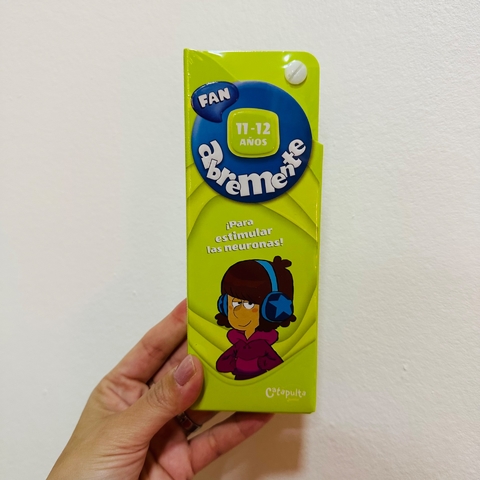 FAN
11-12
AÑOS
abremente
¡Para
estimular
las neuronas!
Catapulta